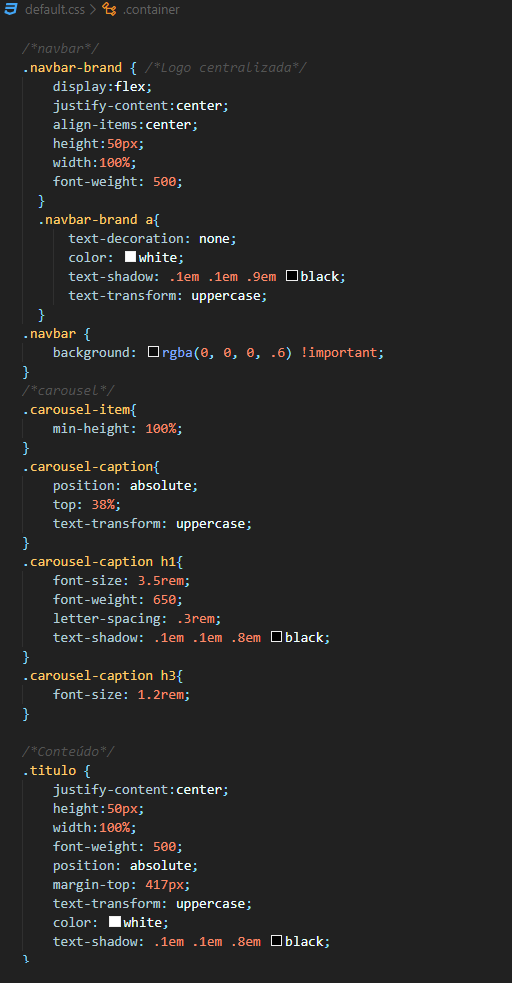 default.css > .container
/*navbar*/
.navbar-brand { /*Logo centralizada*/
display:flex;
justify-content:center;
align-items:center;
height:50px;
width:100%;
font-weight: 500;
}
.navbar-brand a{
text-decoration: none;
color: white;
text-shadow: .1em .1em .9em black;
text-transform: uppercase;
}
.navbar {
background: rgba(0, 0, 0, .6) !important;
}
/*carousel*/
.carousel-item{
min-height: 100%;
}
.carousel-caption{
position: absolute;
top: 38%;
text-transform: uppercase;
}
.carousel-caption h1{
font-size: 3.5rem;
font-weight: 650;
letter-spacing: .3rem;
text-shadow: .1em .1em .8em black;
}
.carousel-caption h3{
font-size: 1.2rem;
}
/*Conteúdo*/
.titulo {
justify-content:center;
height:50px;
width:100%;
font-weight: 500;
position: absolute;
margin-top: 417px;
text-transform: uppercase;
color: white;
text-shadow: .1em .1em .8em black;
}